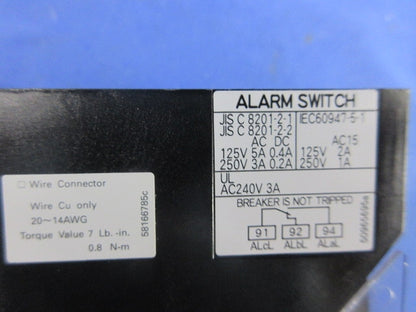 ALARM SWITCH
JIS C 8201-2-1
JIS C 8201-2-2
AC DC
125V 5A 0.4A
250V 3A 0.2A
IEC60947-5-1
AC15
125V 2A
250V 1A
UL
AC240V 3A
BREAKER IS NOT TRIPPED
91 92 94
ALcL ALbL ALaL
□ Wire Connector
Wire Cu only
20~14AWG
Torque Value 7 Lb.-in.
0.8 N-m
58166785c